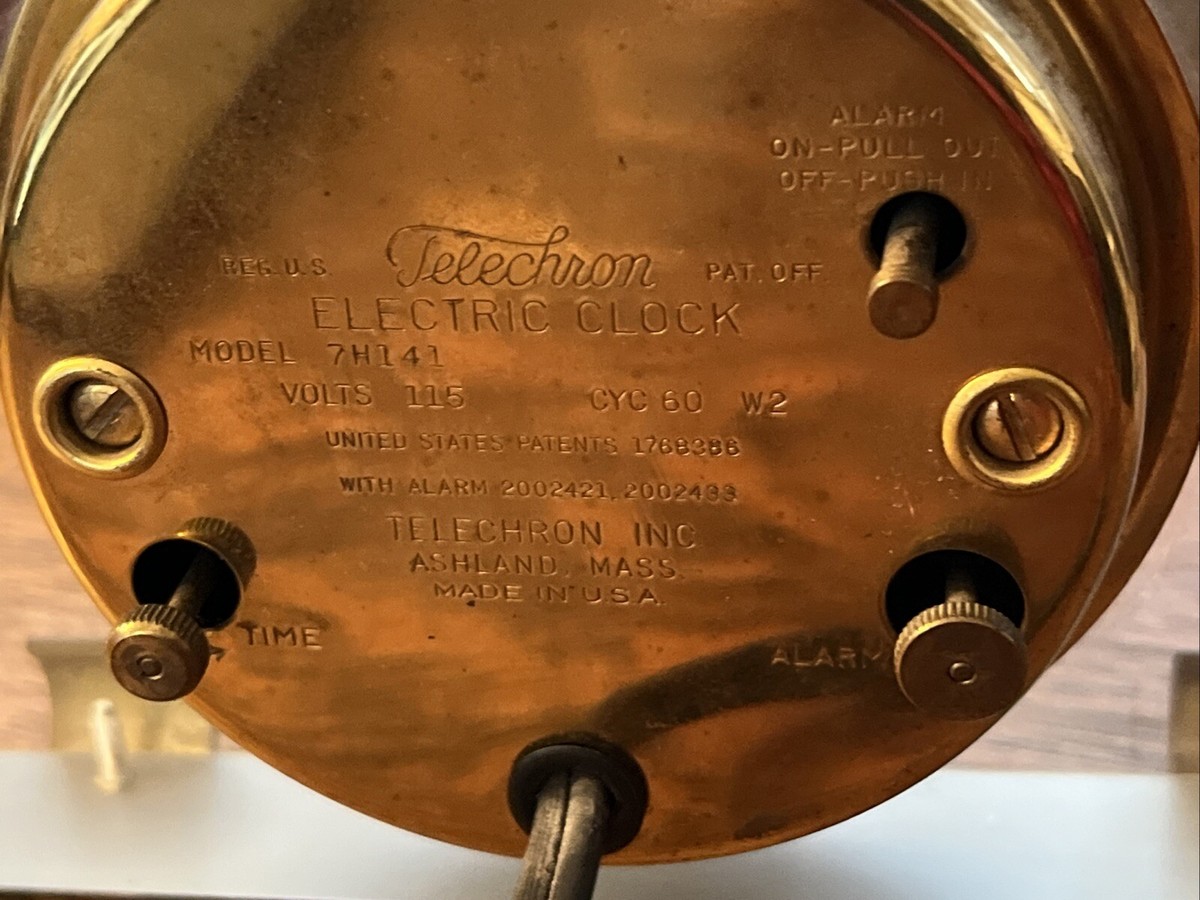 ALARM
ON-PULL OUT
OFF-PUSH IN
REG. U.S. Telechron PAT. OFF.
ELECTRIC CLOCK
MODEL 7H141
VOLTS 115 CYC 60 W2
UNITED STATES PATENTS 1768386
WITH ALARM 2002421, 2002433
TELECHRON INC
ASHLAND, MASS.
MADE IN U.S.A.
TIME
ALARM